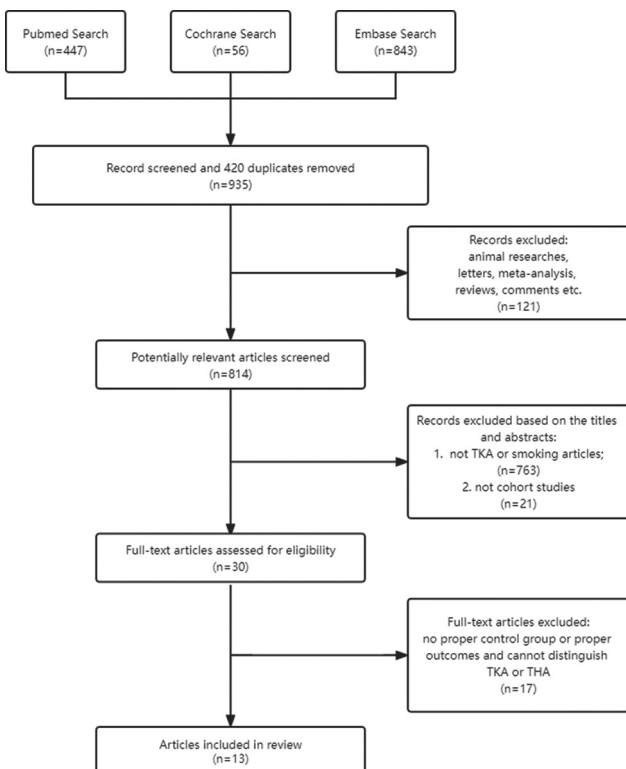 Pubmed Search
(n=447)
Cochrane Search
(n=56)
Embase Search
(n=843)
Record screened and 420 duplicates removed
(n=935)
Records excluded:
animal researches,
letters, meta-analysis,
reviews, comments etc.
(n=121)
Potentially relevant articles screened
(n=814)
Records excluded based on the titles
and abstracts:
1. not TKA or smoking articles;
(n=763)
2. not cohort studies
(n=21)
Full-text articles assessed for eligibility
(n=30)
Full-text articles excluded:
no proper control group or proper
outcomes and cannot distinguish
TKA or THA
(n=17)
Articles included in review
(n=13)